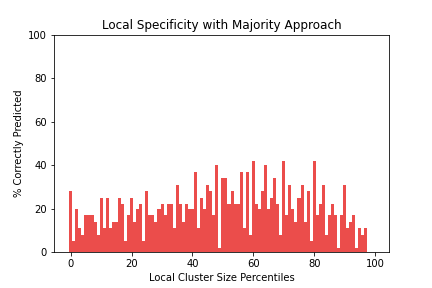 Local Specificity with Majority Approach
100
80
60
40
20
0
% Correctly Predicted
0 20 40 60 80 100
Local Cluster Size Percentiles